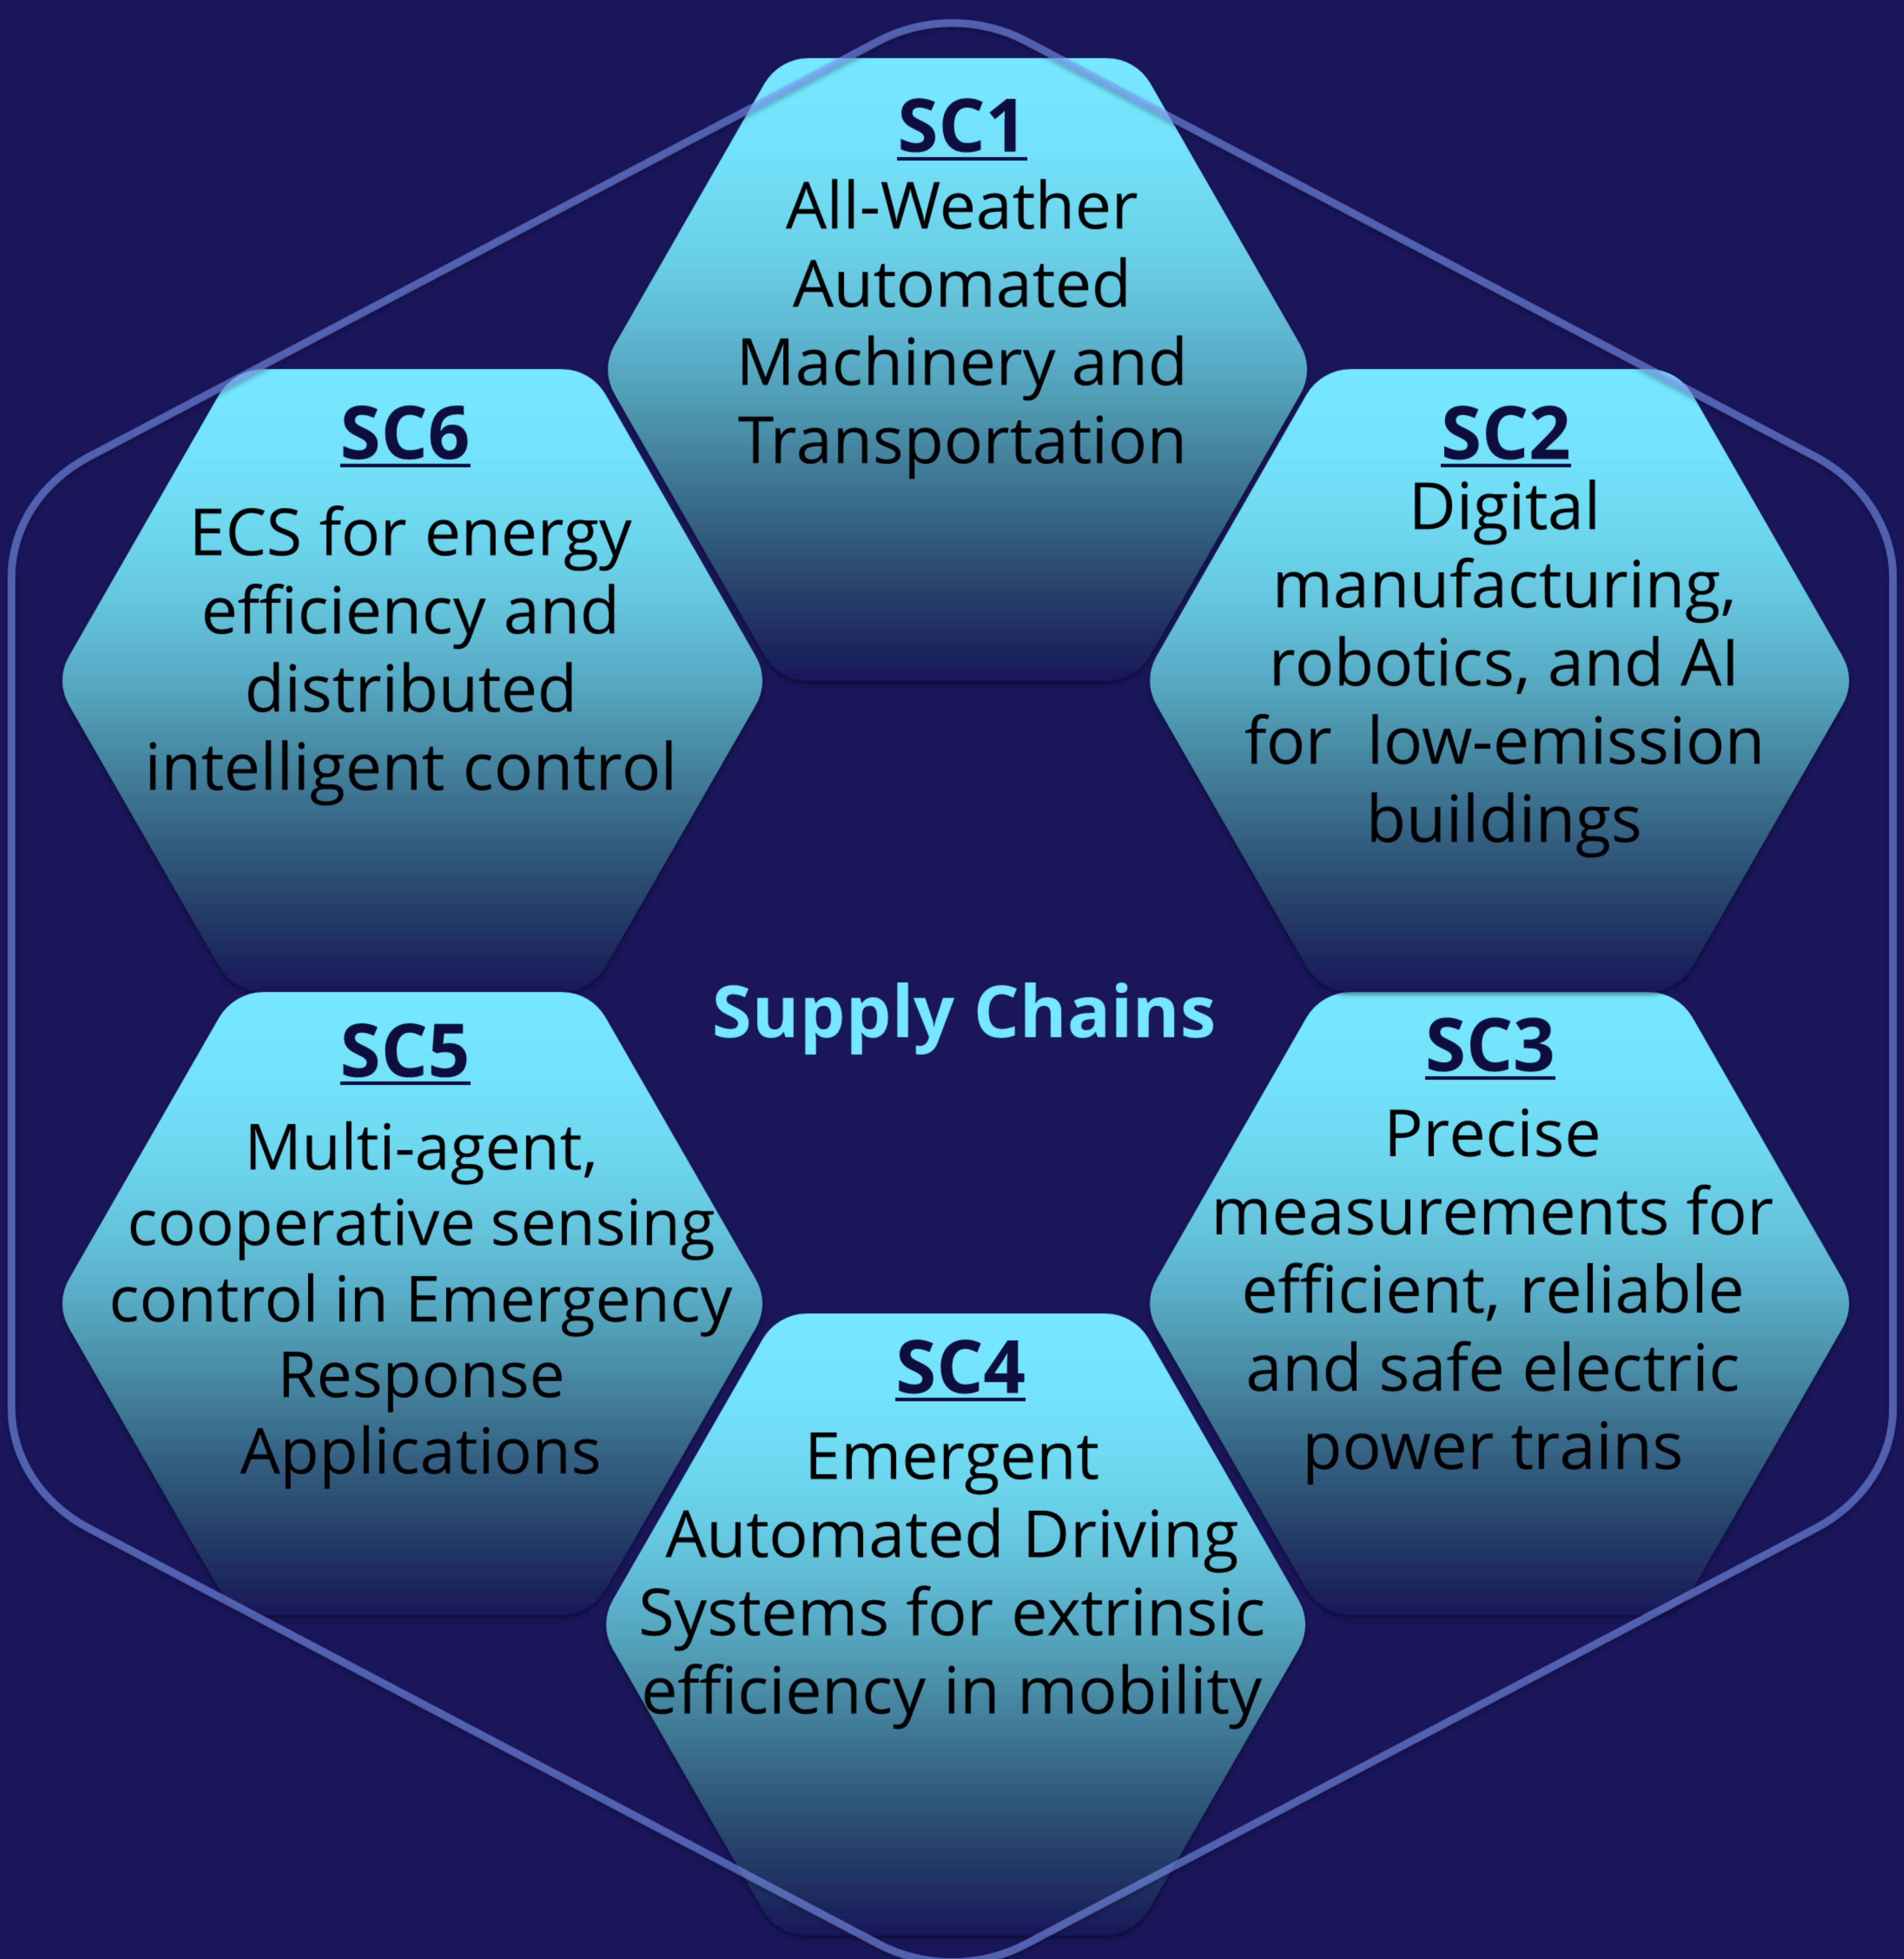 SC1
All-Weather
Automated
Machinery and
Transportation
SC2
Digital
manufacturing,
robotics, and AI
for  low-emission
buildings
SC3
Precise
measurements for
efficient, reliable
and safe electric
power trains
SC4
Emergent
Automated Driving
Systems for extrinsic
efficiency in mobility
SC5
Multi-agent,
cooperative sensing
control in Emergency
Response
Applications
SC6
ECS for energy
efficiency and
distributed
intelligent control
Supply Chains